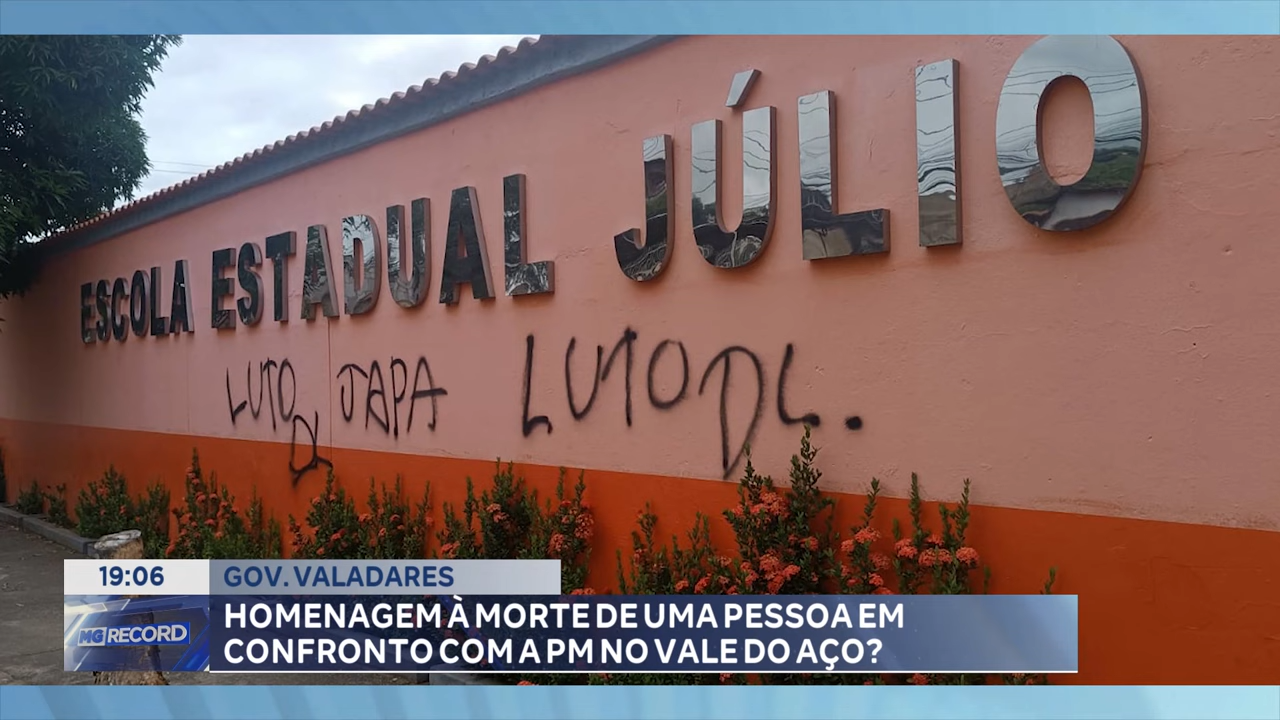 ESCOLA ESTADUAL JÚLIO
LUTO JAPA LUTO DL.
DL
19:06 GOV. VALADARES
MG RECORD
HOMENAGEM À MORTE DE UMA PESSOA EM
CONFRONTO COM A PM NO VALE DO AÇO?